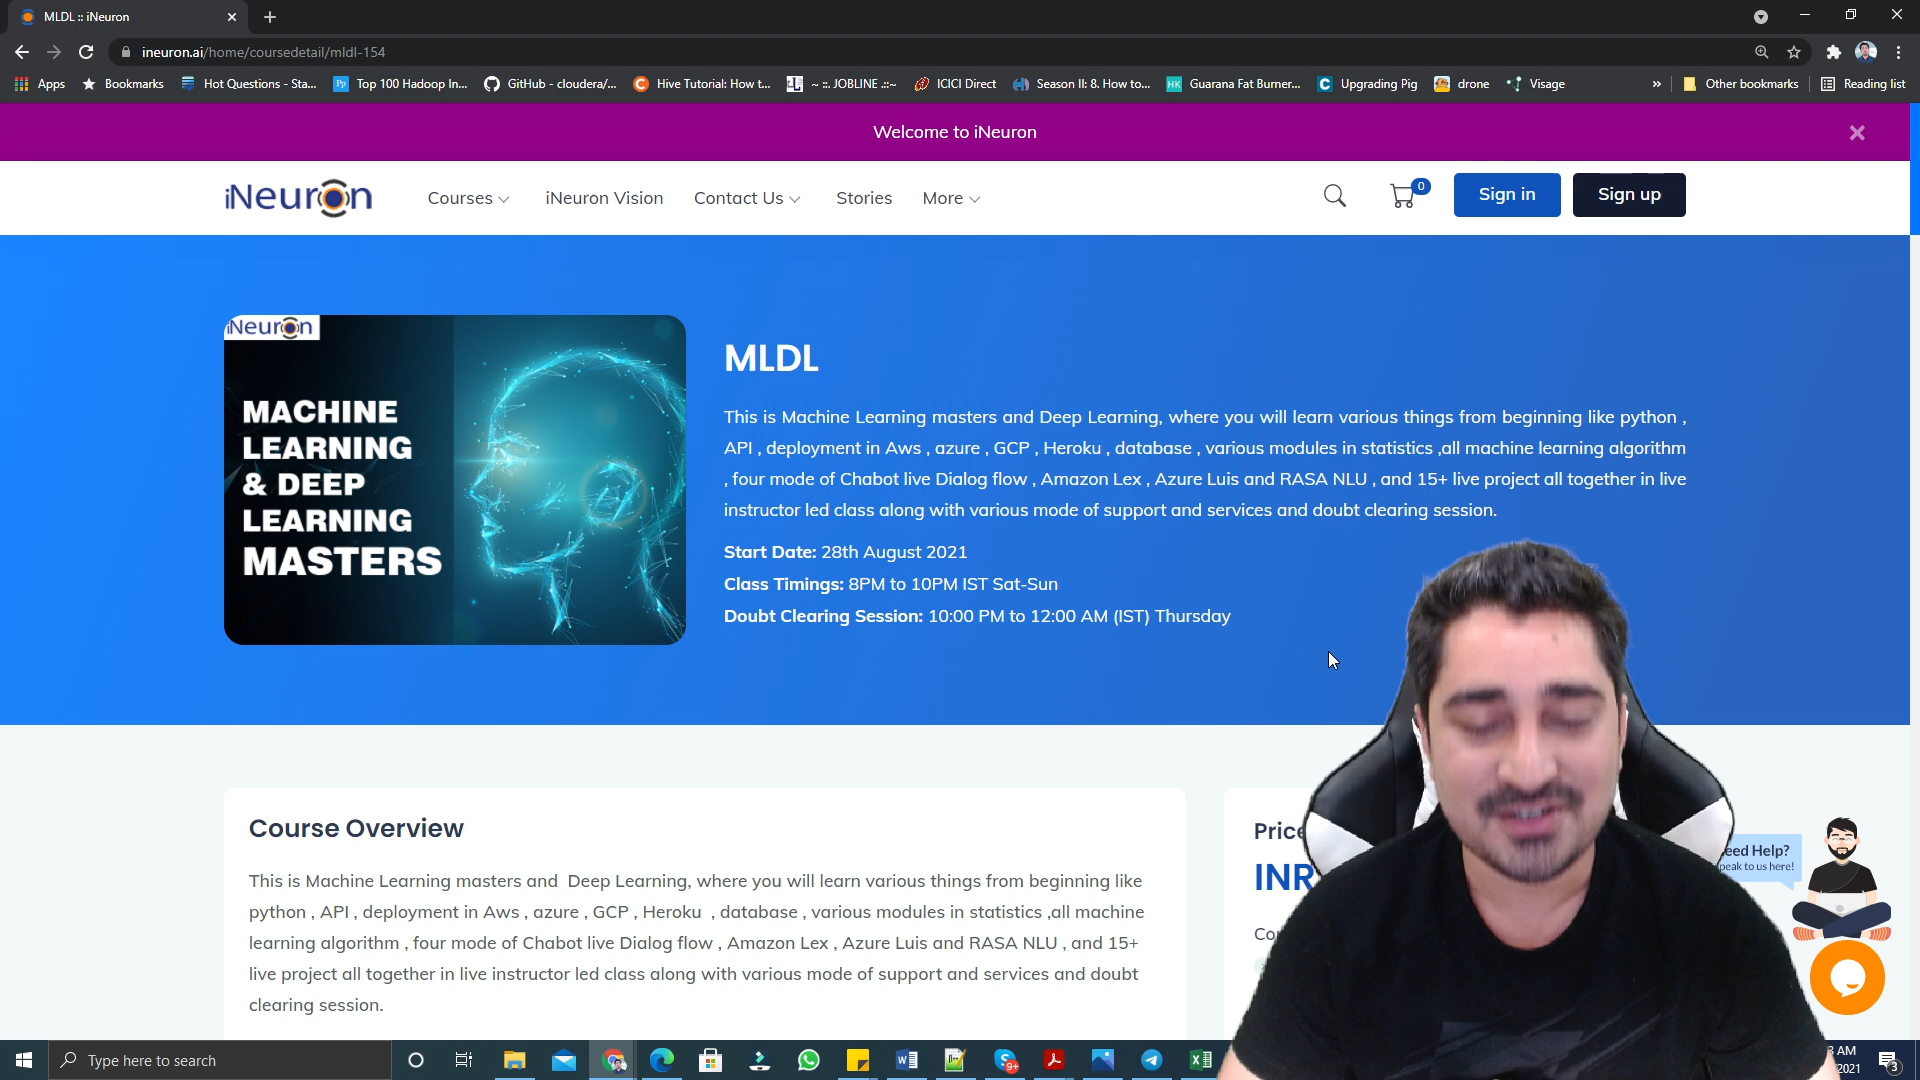 MLDL :: iNeuron
ineuron.ai/home/coursedetail/mldl-154
Apps Bookmarks Hot Questions - Sta... Top 100 Hadoop In... GitHub - cloudera/... Hive Tutorial: How t... ~ ::. JOBLINE .::~ ICICI Direct Season II: 8. How to... Guarana Fat Burner... Upgrading Pig drone Visage » Other bookmarks Reading list
Welcome to iNeuron
iNeuron Courses iNeuron Vision Contact Us Stories More 0 Sign in Sign up
iNeuron
MACHINE
LEARNING
& DEEP
LEARNING
MASTERS
MLDL
This is Machine Learning masters and Deep Learning, where you will learn various things from beginning like python ,
API , deployment in Aws , azure , GCP , Heroku , database , various modules in statistics ,all machine learning algorithm
, four mode of Chabot live Dialog flow , Amazon Lex , Azure Luis and RASA NLU , and 15+ live project all together in live
instructor led class along with various mode of support and services and doubt clearing session.
Start Date: 28th August 2021
Class Timings: 8PM to 10PM IST Sat-Sun
Doubt Clearing Session: 10:00 PM to 12:00 AM (IST) Thursday
Course Overview
This is Machine Learning masters and Deep Learning, where you will learn various things from beginning like
python , API , deployment in Aws , azure , GCP , Heroku , database , various modules in statistics ,all machine
learning algorithm , four mode of Chabot live Dialog flow , Amazon Lex , Azure Luis and RASA NLU , and 15+
live project all together in live instructor led class along with various mode of support and services and doubt
clearing session.
Price
INR
eed Help?
peak to us here!
Type here to search
AM
2021
3